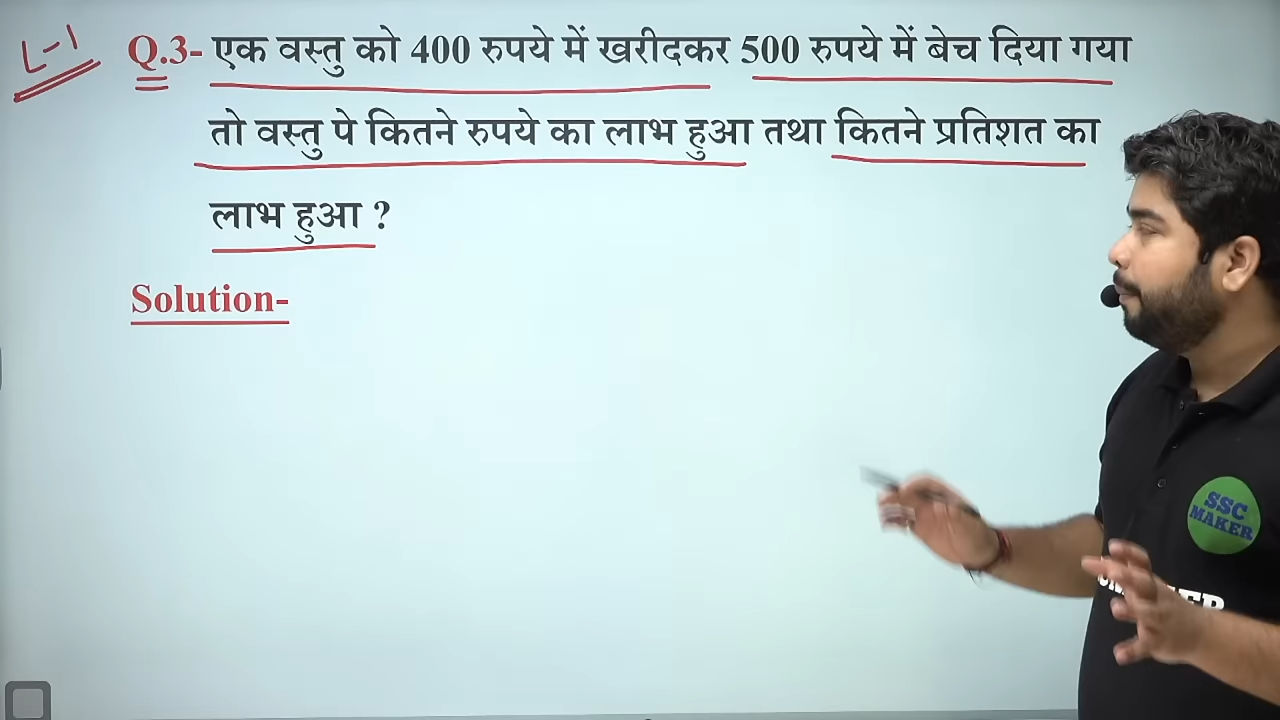 L-1
Q.3- एक वस्तु को 400 रुपये में खरीदकर 500 रुपये में बेच दिया गया
तो वस्तु पे कितने रुपये का लाभ हुआ तथा कितने प्रतिशत का
लाभ हुआ ?
Solution-
SSC
MAKER